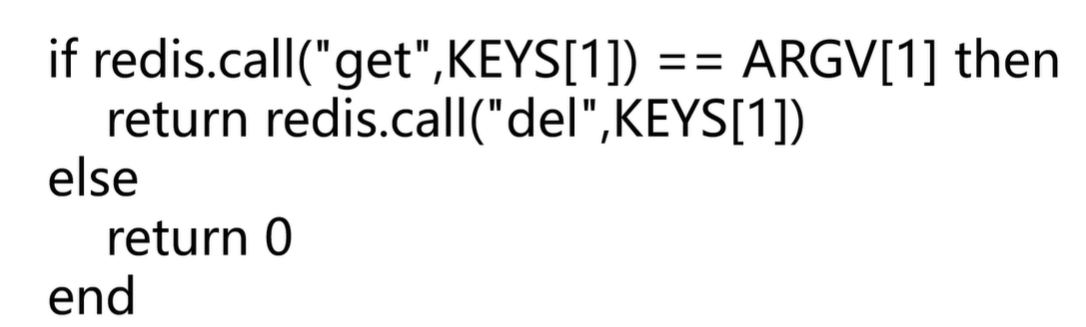 if redis.call("get",KEYS[1]) == ARGV[1] then
return redis.call("del",KEYS[1])
else
return 0
end